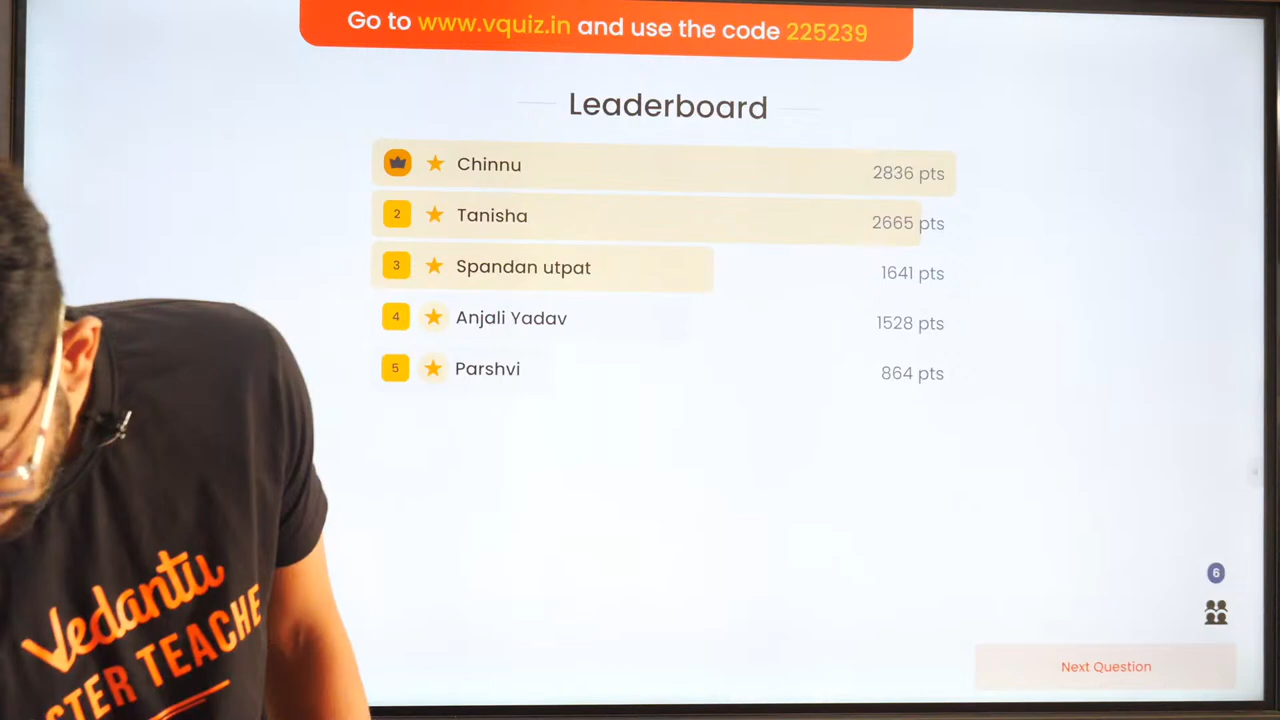 Go to www.vquiz.in and use the code 225239
Leaderboard
Chinnu 2836 pts
2 Tanisha 2665 pts
3 Spandan utpat 1641 pts
4 Anjali Yadav 1528 pts
5 Parshvi 864 pts
6
Next Question
Vedantu
STER TEACHE